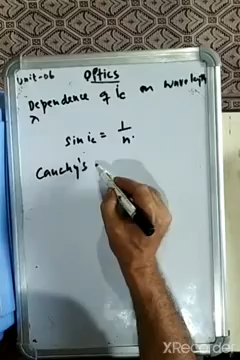 unit-06
Optics
Dependence of ic on wavelength
λ
sin ic = 1/n.
Cauchy's
XRecorder